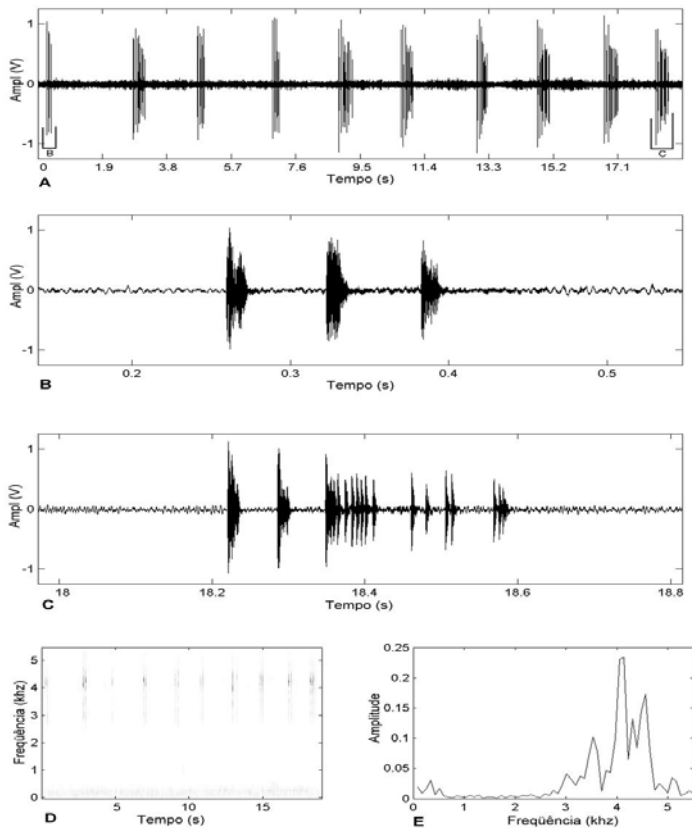 1
0
-1
Ampl (V)
B
C
0 1.9 3.8 5.7 7.6 9.5 11.4 13.3 15.2 17.1
A
Tempo (s)
1
0
-1
Ampl (V)
0.2 0.3 0.4 0.5
B
Tempo (s)
1
0
-1
Ampl (V)
18 18.2 18.4 18.6 18.8
C
Tempo (s)
5
4
3
2
1
0
Freqüência (khz)
5 10 15
D
Tempo (s)
0.25
0.2
0.15
0.1
0.05
0
Amplitude
0 1 2 3 4 5
E
Freqüência (khz)